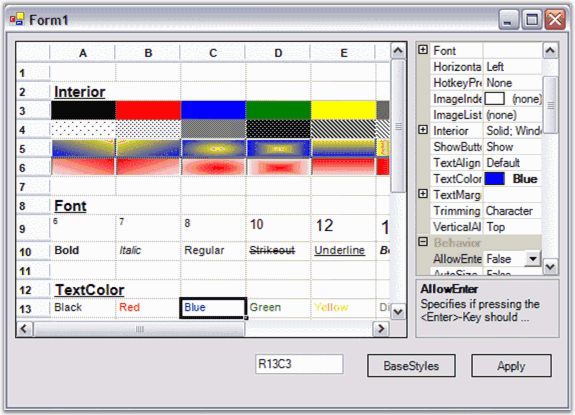 Form1
A B C D E
1
2 Interior
3
4
5
6
7
8 Font
9 6 7 8 10 12 1
10 Bold Italic Regular Strikeout Underline Bo
11
12 TextColor
13 Black Red Blue Green Yellow Di
Font
Horizonta Left
HotkeyPre None
ImageInde (none)
ImageList (none)
Interior Solid; Windo
ShowButto Show
TextAlign Default
TextColor Blue
TextMarg
Trimming Character
VerticalAl Top
Behavior
AllowEnte False
AutoSize False
AllowEnter
Specifies if pressing the
<Enter>-Key should ...
R13C3 BaseStyles Apply